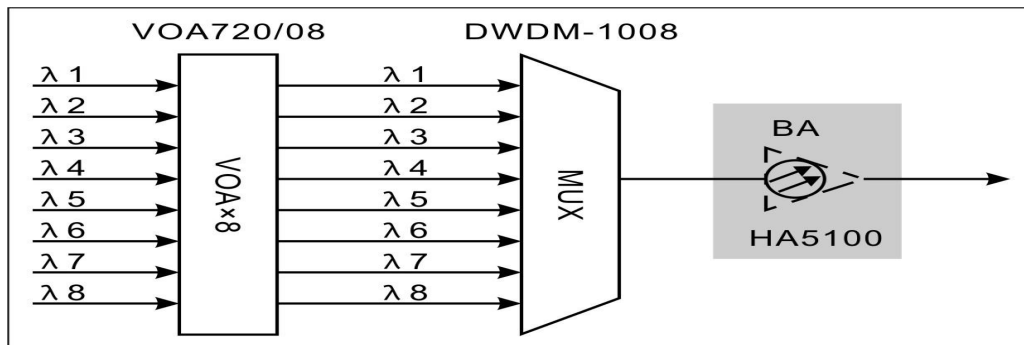 VOA720/08 DWDM-1008
λ 1 λ 1
λ 2 λ 2
λ 3 λ 3
λ 4 λ 4
λ 5 λ 5
λ 6 λ 6
λ 7 λ 7
λ 8 λ 8
VOA×8
MUX
BA
HA5100